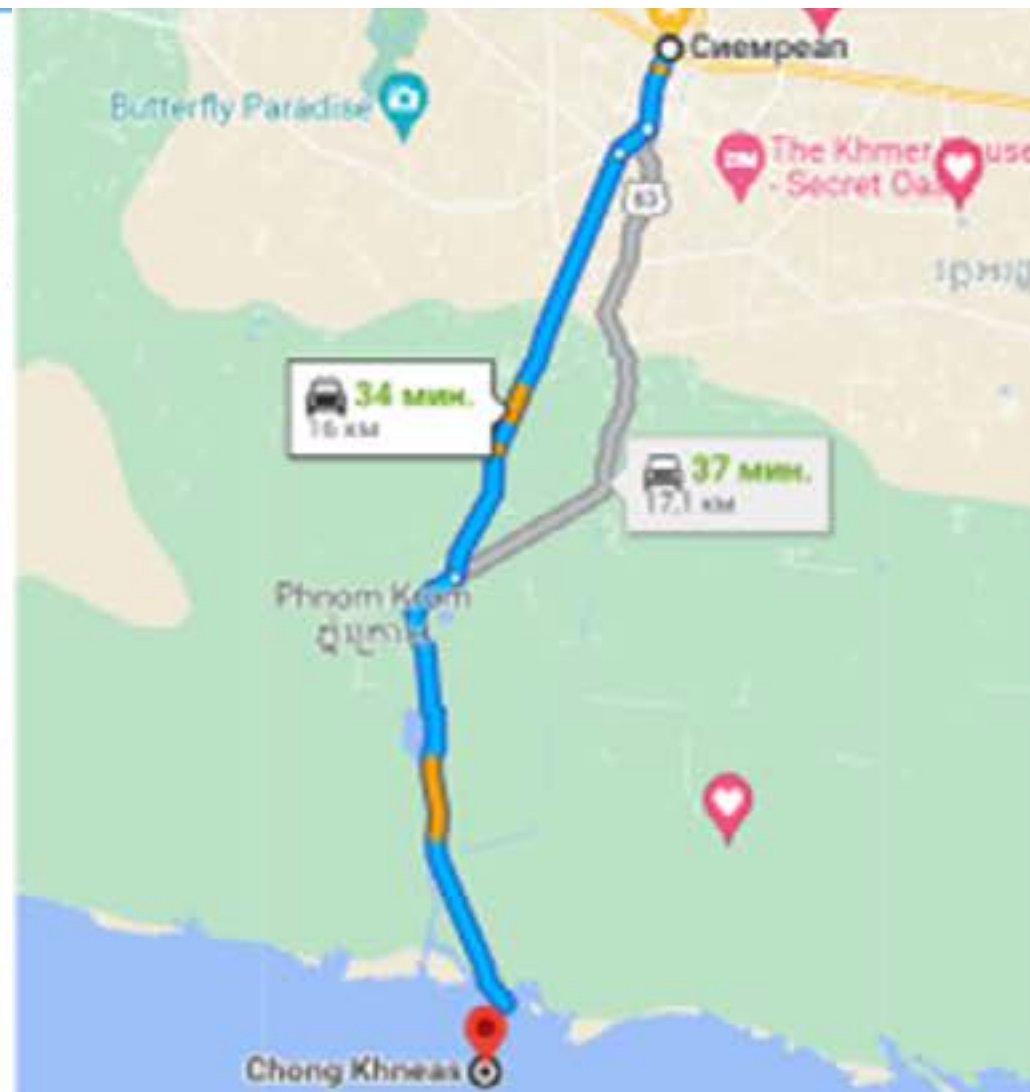 Сиемреап
Butterfly Paradise
The Khmer
- Secret
63
34 мин.
16 км
37 мин.
17,1 км
Phnom Krom
Chong Khneas